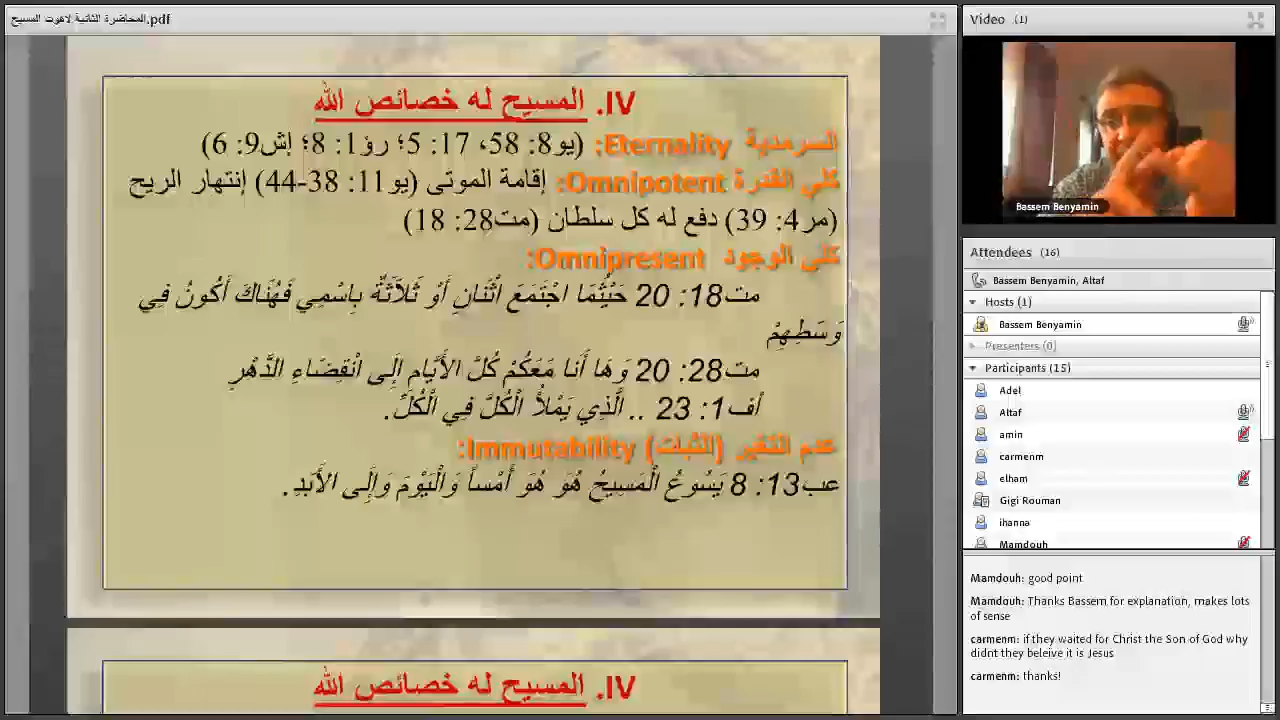 المحاضرة الثانية لاهوت المسيح.pdf
IV. المسيح له خصائص الله
السرمدية Eternality: (يو8: 58، 17: 5؛ رؤ1: 8؛ إش9: 6)
كلي القدرة Omnipotent: إقامة الموتى (يو11: 38-44) إنتهار الريح
(مر4: 39) دفع له كل سلطان (مت28: 18)
كلي الوجود Omnipresent:
مت18: 20 حَيْثُمَا اجْتَمَعَ اثْنَانِ أَوْ ثَلاَثَةٌ بِاسْمِي فَهُنَاكَ أَكُونُ فِي
وَسَطِهِمْ
مت28: 20 وَهَا أَنَا مَعَكُمْ كُلَّ الأَيَّامِ إِلَى انْقِضَاءِ الدَّهْرِ
أف1: 23 .. الَّذِي يَمْلأُ الْكُلَّ فِي الْكُلِّ.
عدم التغير (الثبات) Immutability:
عب13: 8 يَسُوعُ الْمَسِيحُ هُوَ هُوَ أَمْساً وَالْيَوْمَ وَإِلَى الأَبَدِ.
IV. المسيح له خصائص الله
Video (1)
Bassem Benyamin
Attendees (16)
Bassem Benyamin, Altaf
Hosts (1)
Bassem Benyamin
Presenters (0)
Participants (15)
Adel
Altaf
amin
carmenm
elham
Gigi Rouman
ihanna
Mamdouh
Mamdouh: good point
Mamdouh: Thanks Bassem for explanation, makes lots
of sense
carmenm: if they waited for Christ the Son of God why
didnt they beleive it is Jesus
carmenm: thanks!